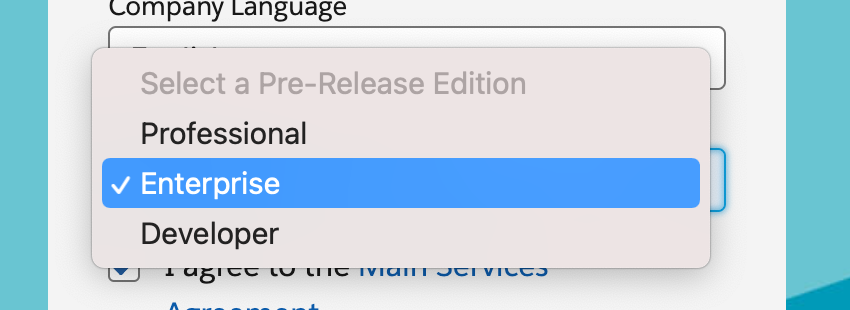 Company Language
Select a Pre-Release Edition
Professional
Enterprise
Developer
I agree to the Main Services
Agreement